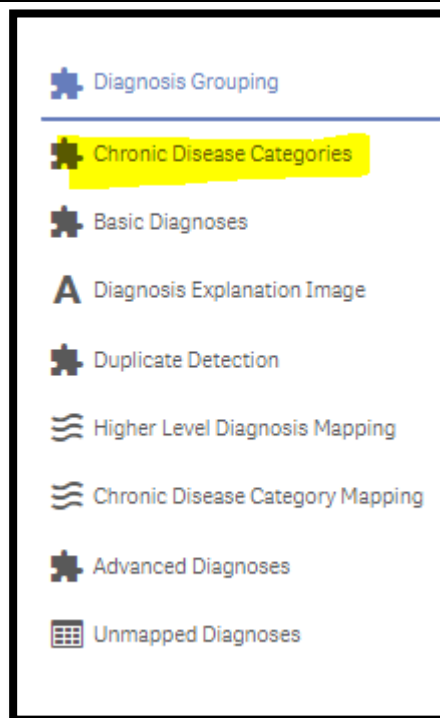 Diagnosis Grouping
Chronic Disease Categories
Basic Diagnoses
Diagnosis Explanation Image
Duplicate Detection
Higher Level Diagnosis Mapping
Chronic Disease Category Mapping
Advanced Diagnoses
Unmapped Diagnoses